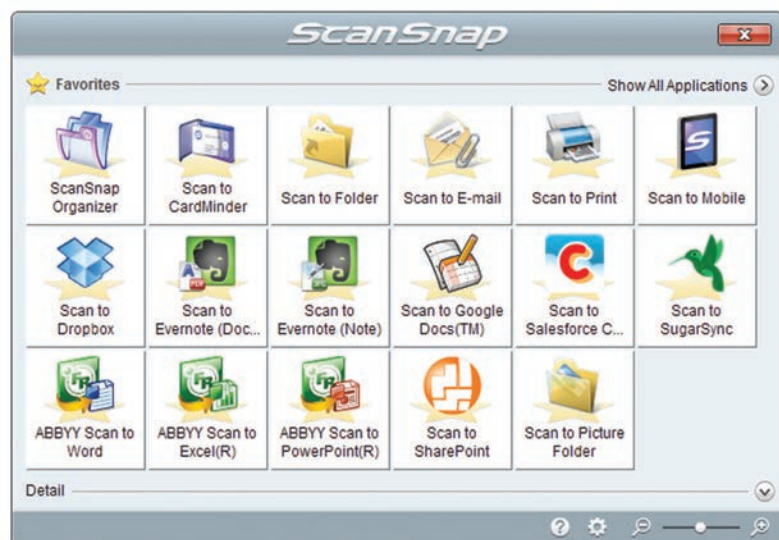 ScanSnap
Favorites
Show All Applications
ScanSnap
Organizer
Scan to
CardMinder
Scan to Folder
Scan to E-mail
Scan to Print
Scan to Mobile
Scan to
Dropbox
Scan to
Evernote (Doc...
Scan to
Evernote (Note)
Scan to Google
Docs(TM)
Scan to
Salesforce C...
Scan to
SugarSync
ABBYY Scan to
Word
ABBYY Scan to
Excel(R)
ABBYY Scan to
PowerPoint(R)
Scan to
SharePoint
Scan to Picture
Folder
Detail